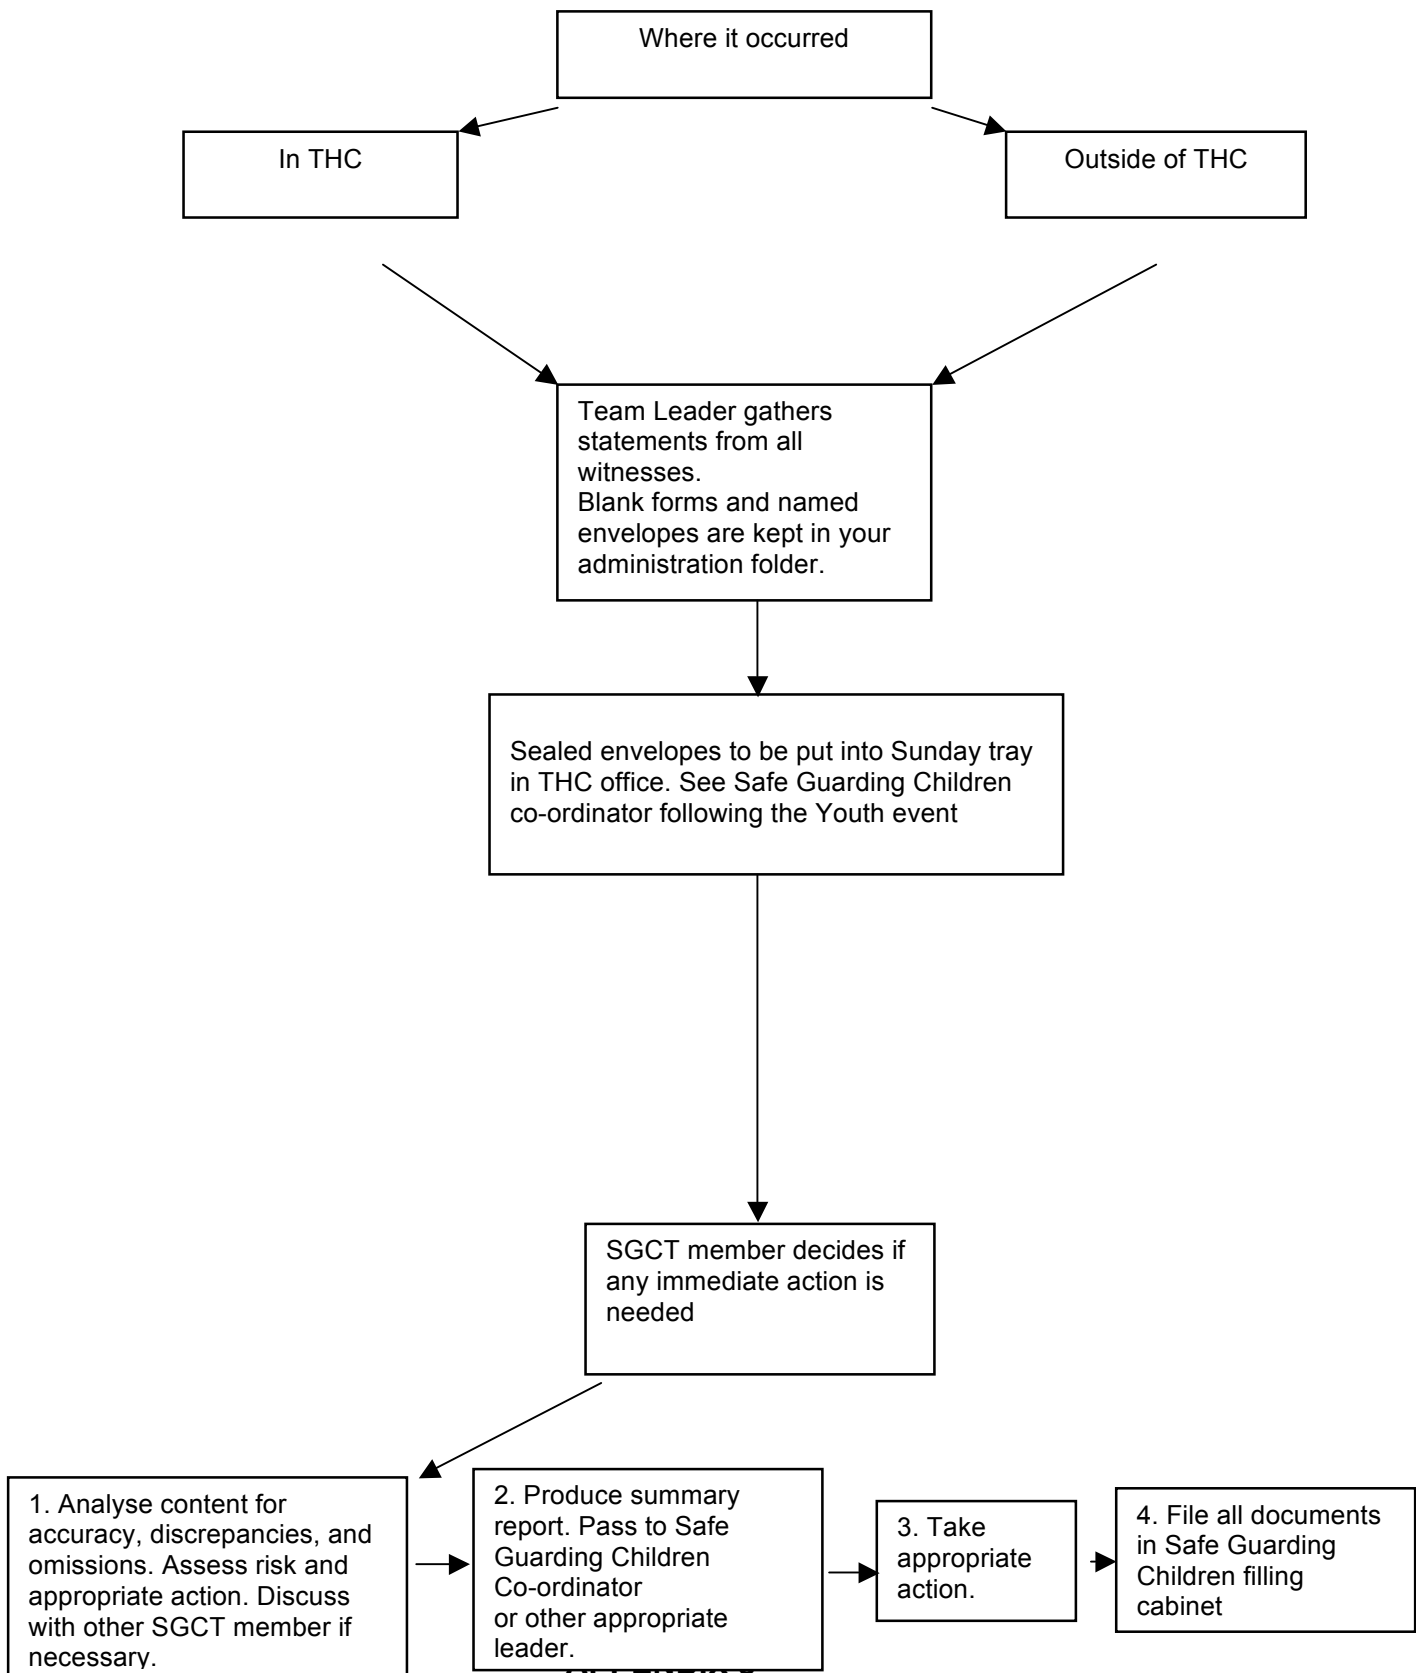 Where it occurred
In THC
Outside of THC
Team Leader gathers
statements from all
witnesses.
Blank forms and named
envelopes are kept in your
administration folder.
Sealed envelopes to be put into Sunday tray
in THC office. See Safe Guarding Children
co-ordinator following the Youth event
SGCT member decides if
any immediate action is
needed
1. Analyse content for
accuracy, discrepancies, and
omissions. Assess risk and
appropriate action. Discuss
with other SGCT member if
necessary.
2. Produce summary
report. Pass to Safe
Guarding Children
Co-ordinator
or other appropriate
leader.
3. Take
appropriate
action.
4. File all documents
in Safe Guarding
Children filling
cabinet